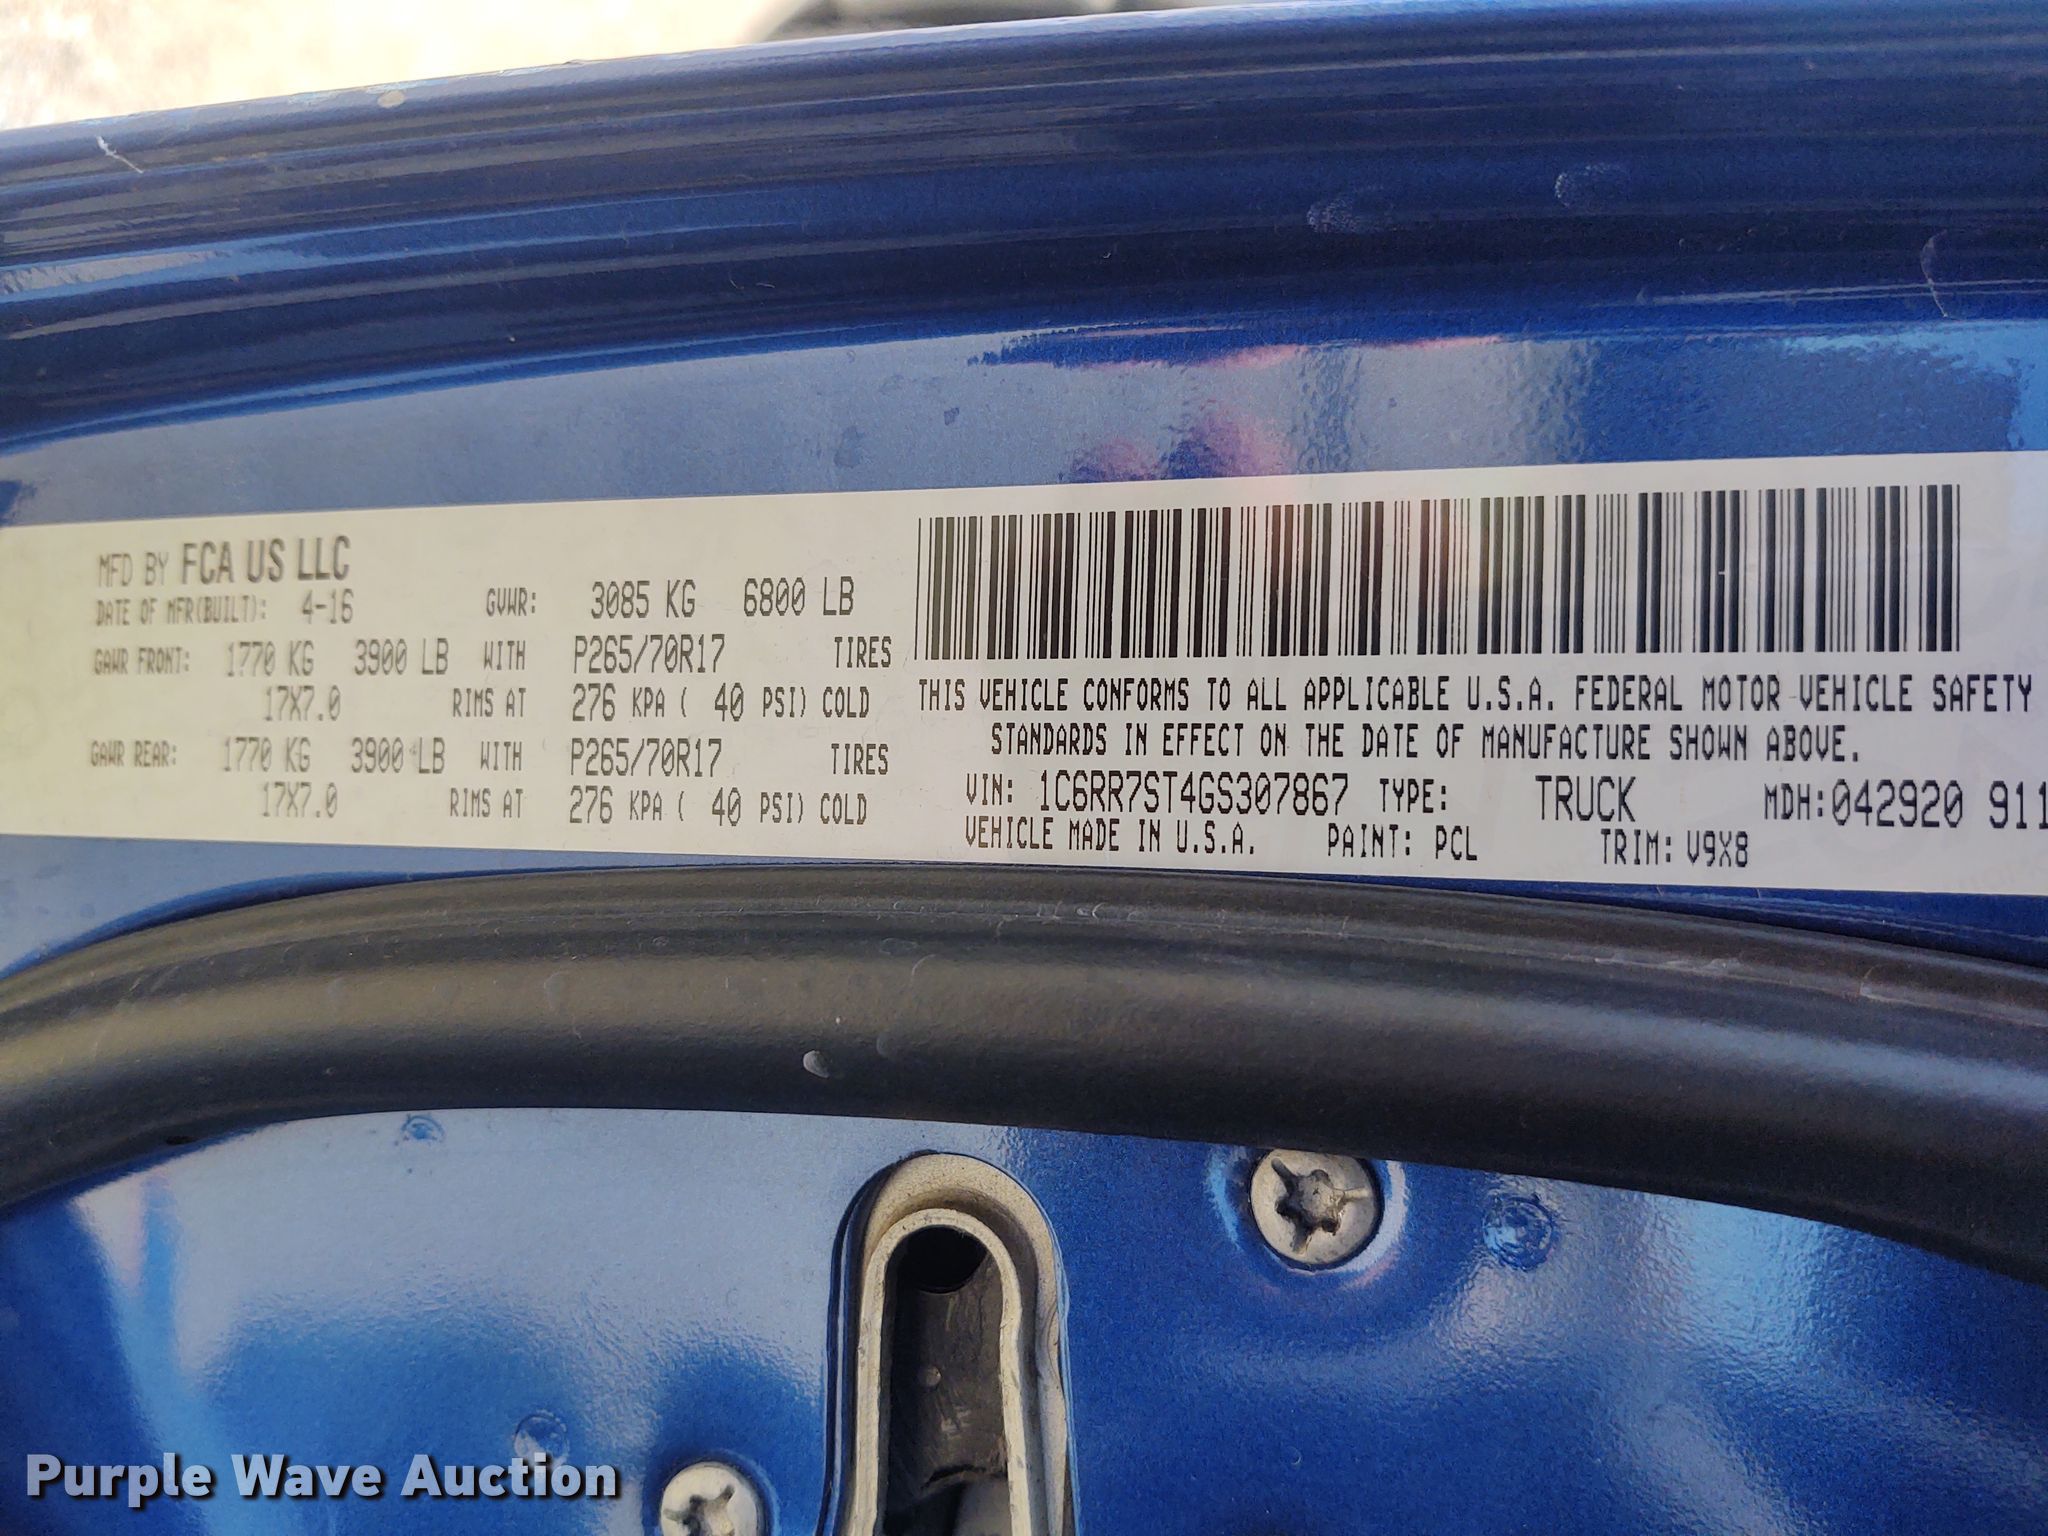 MFD BY FCA US LLC
DATE OF MFR(BUILT): 4-16 GVWR: 3085 KG 6800 LB
GAWR FRONT: 1770 KG 3900 LB WITH P265/70R17 TIRES
17X7.0 RIMS AT 276 KPA ( 40 PSI) COLD
GAWR REAR: 1770 KG 3900 LB WITH P265/70R17 TIRES
17X7.0 RIMS AT 276 KPA ( 40 PSI) COLD
THIS VEHICLE CONFORMS TO ALL APPLICABLE U.S.A. FEDERAL MOTOR VEHICLE SAFETY
STANDARDS IN EFFECT ON THE DATE OF MANUFACTURE SHOWN ABOVE.
VIN: 1C6RR7ST4GS307867 TYPE: TRUCK MDH:042920 911
VEHICLE MADE IN U.S.A. PAINT: PCL TRIM: V9X8
Purple Wave Auction